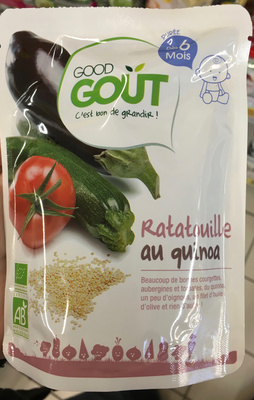 DÈS
6
Mois
GOOD
GOÛT
C'est bon de grandir !
Ratatouille
au quinoa
Beaucoup de bonnes courgettes,
aubergines et tomates, du quinoa,
un peu d'oignon, un filet d'huile
d'olive et rien d'autre
AB